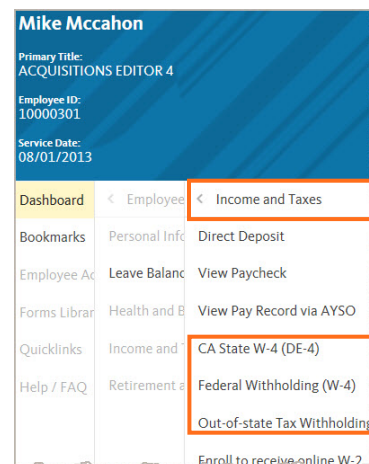 Mike Mccahon
Primary Title:
ACQUISITIONS EDITOR 4
Employee ID:
10000301
Service Date:
08/01/2013
Dashboard
Bookmarks
Employee Ac
Forms Librar
Quicklinks
Help / FAQ
< Employee
Personal Info
Leave Balanc
Health and B
Income and T
Retirement a
< Income and Taxes
Direct Deposit
View Paycheck
View Pay Record via AYSO
CA State W-4 (DE-4)
Federal Withholding (W-4)
Out-of-state Tax Withholding
Enroll to receive online W-2